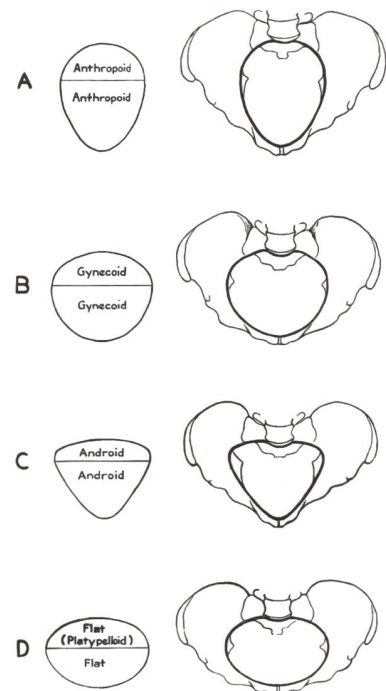 A
Anthropoid
Anthropoid
B
Gynecoid
Gynecoid
C
Android
Android
D
Flat
(Platypelloid)
Flat